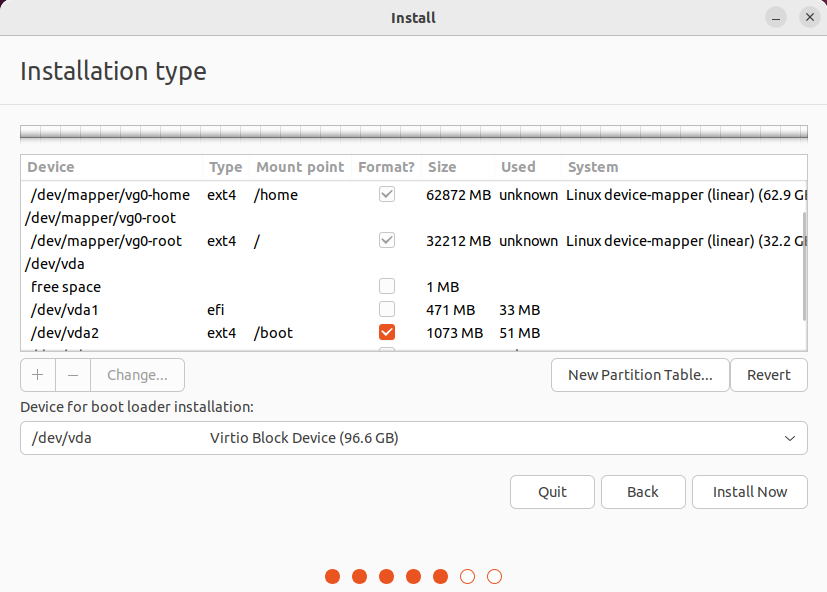 Install
Installation type
Device Type Mount point Format? Size Used System
/dev/mapper/vg0-home ext4 /home 62872 MB unknown Linux device-mapper (linear) (62.9 G
/dev/mapper/vg0-root
/dev/mapper/vg0-root ext4 / 32212 MB unknown Linux device-mapper (linear) (32.2 G
/dev/vda
free space 1 MB
/dev/vda1 efi 471 MB 33 MB
/dev/vda2 ext4 /boot 1073 MB 51 MB
+ − Change... New Partition Table... Revert
Device for boot loader installation:
/dev/vda Virtio Block Device (96.6 GB)
Quit Back Install Now